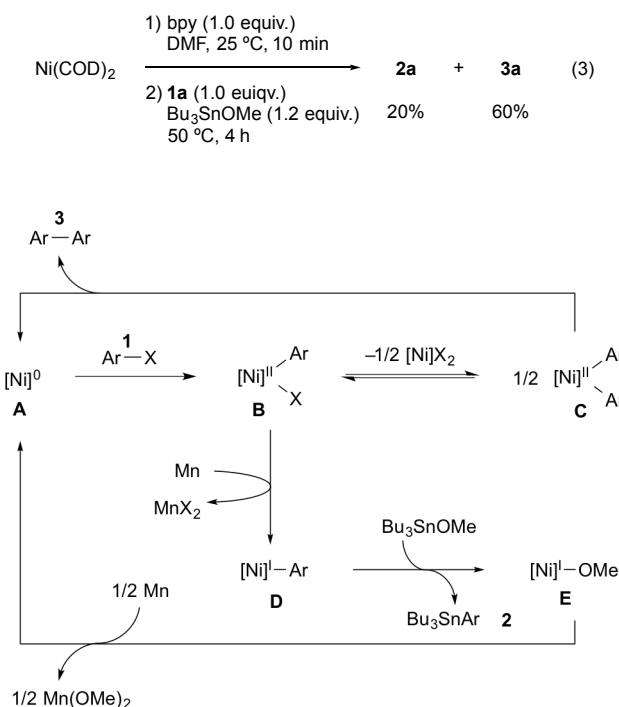 1) bpy (1.0 equiv.)
DMF, 25 ºC, 10 min
Ni(COD)2 2a + 3a (3)
2) 1a (1.0 euiqv.)
Bu3SnOMe (1.2 equiv.) 20% 60%
50 ºC, 4 h
3
Ar—Ar
1
Ar—X –1/2 [Ni]X2
[Ni]0 [Ni]II Ar X 1/2 [Ni]II
A B C
Mn
MnX2
Bu3SnOMe
[Ni]I–Ar [Ni]I–OMe
D E
1/2 Mn Bu3SnAr 2
1/2 Mn(OMe)2